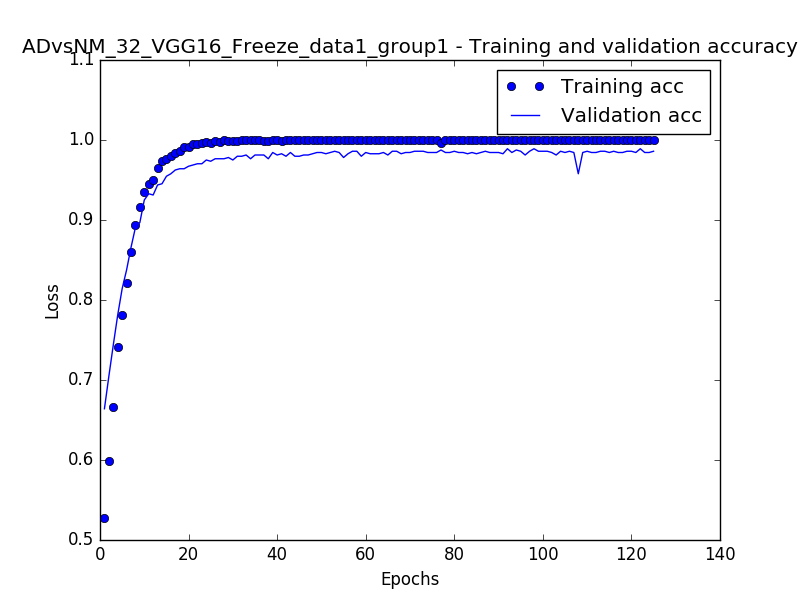 ADvsNM_32_VGG16_Freeze_data1_group1 - Training and validation accuracy
1.1
Training acc
Validation acc
1.0
0.9
0.8
Loss
0.7
0.6
0.5
0 20 40 60 80 100 120 140
Epochs